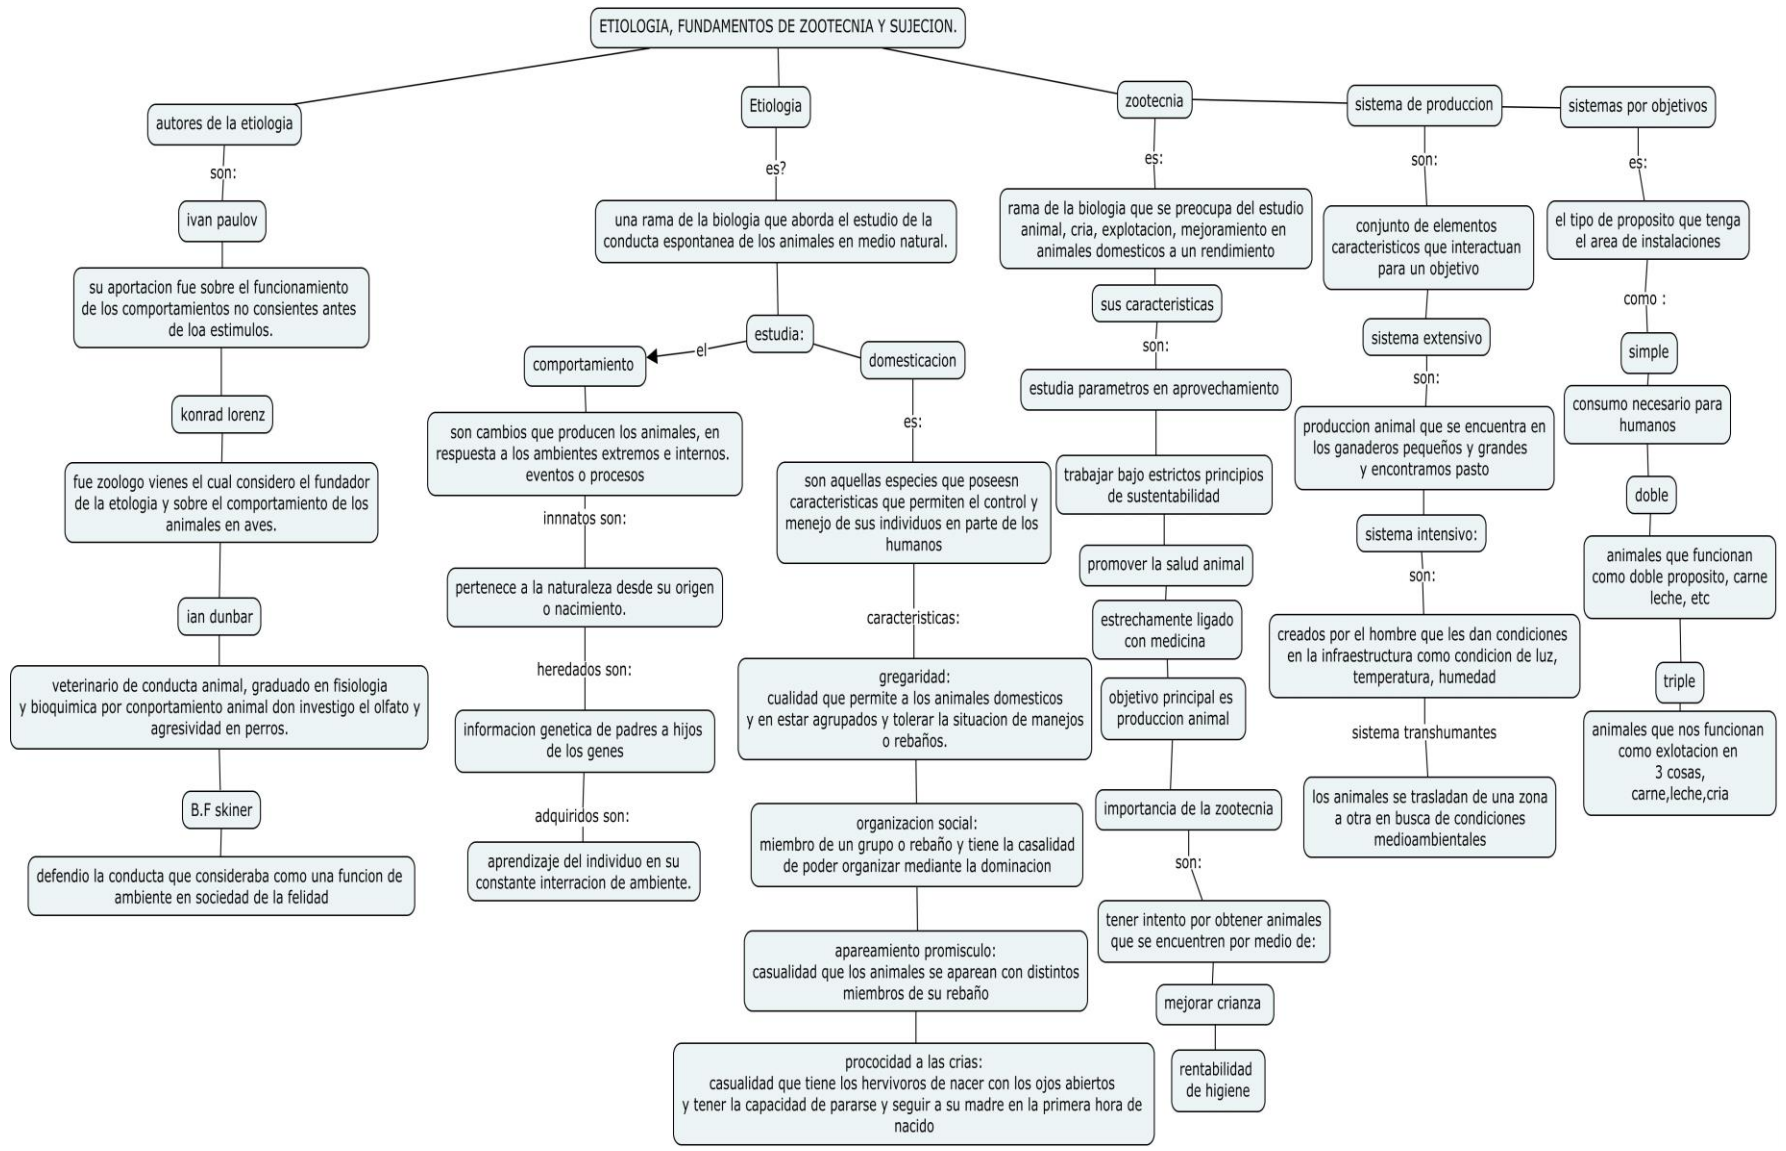 ETIOLOGIA, FUNDAMENTOS DE ZOOTECNIA Y SUJECION.
autores de la etiologia
son:
ivan paulov
su aportacion fue sobre el funcionamiento
de los comportamientos no consientes antes
de loa estimulos.
konrad lorenz
fue zoologo vienes el cual considero el fundador
de la etologia y sobre el comportamiento de los
animales en aves.
ian dunbar
veterinario de conducta animal, graduado en fisiologia
y bioquimica por conportamiento animal don investigo el olfato y
agresividad en perros.
B.F skiner
defendio la conducta que consideraba como una funcion de
ambiente en sociedad de la felidad
Etiologia
es?
una rama de la biologia que aborda el estudio de la
conducta espontanea de los animales en medio natural.
estudia:
el
comportamiento
son cambios que producen los animales, en
respuesta a los ambientes extremos e internos.
eventos o procesos
innnatos son:
pertenece a la naturaleza desde su origen
o nacimiento.
heredados son:
informacion genetica de padres a hijos
de los genes
adquiridos son:
aprendizaje del individuo en su
constante interracion de ambiente.
domesticacion
es:
son aquellas especies que poseesn
caracteristicas que permiten el control y
menejo de sus individuos en parte de los
humanos
caracteristicas:
gregaridad:
cualidad que permite a los animales domesticos
y en estar agrupados y tolerar la situacion de manejos
o rebaños.
organizacion social:
miembro de un grupo o rebaño y tiene la casalidad
de poder organizar mediante la dominacion
apareamiento promisculo:
casualidad que los animales se aparean con distintos
miembros de su rebaño
prococidad a las crias:
casualidad que tiene los hervivoros de nacer con los ojos abiertos
y tener la capacidad de pararse y seguir a su madre en la primera hora de
nacido
zootecnia
es:
rama de la biologia que se preocupa del estudio
animal, cria, explotacion, mejoramiento en
animales domesticos a un rendimiento
sus caracteristicas
son:
estudia parametros en aprovechamiento
trabajar bajo estrictos principios
de sustentabilidad
promover la salud animal
estrechamente ligado
con medicina
objetivo principal es
produccion animal
importancia de la zootecnia
son:
tener intento por obtener animales
que se encuentren por medio de:
mejorar crianza
rentabilidad
de higiene
sistema de produccion
son:
conjunto de elementos
caracteristicos que interactuan
para un objetivo
sistema extensivo
son:
produccion animal que se encuentra en
los ganaderos pequeños y grandes
y encontramos pasto
sistema intensivo:
son:
creados por el hombre que les dan condiciones
en la infraestructura como condicion de luz,
temperatura, humedad
sistema transhumantes
los animales se trasladan de una zona
a otra en busca de condiciones
medioambientales
sistemas por objetivos
es:
el tipo de proposito que tenga
el area de instalaciones
como :
simple
consumo necesario para
humanos
doble
animales que funcionan
como doble proposito, carne
leche, etc
triple
animales que nos funcionan
como exlotacion en
3 cosas,
carne,leche,cria